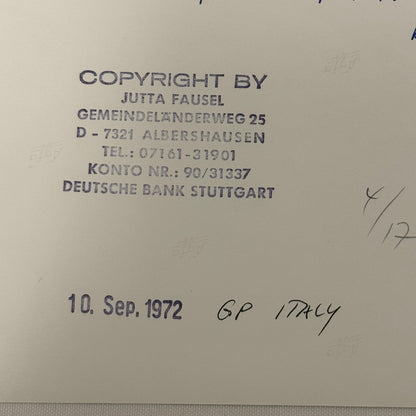 COPYRIGHT BY
JUTTA FAUSEL
GEMEINDELÄNDERWEG 25
D - 7321 ALBERSHAUSEN
TEL.: 07161-31901
KONTO NR.: 90/31337
DEUTSCHE BANK STUTTGART
4/17
10. Sep. 1972 GP ITALY